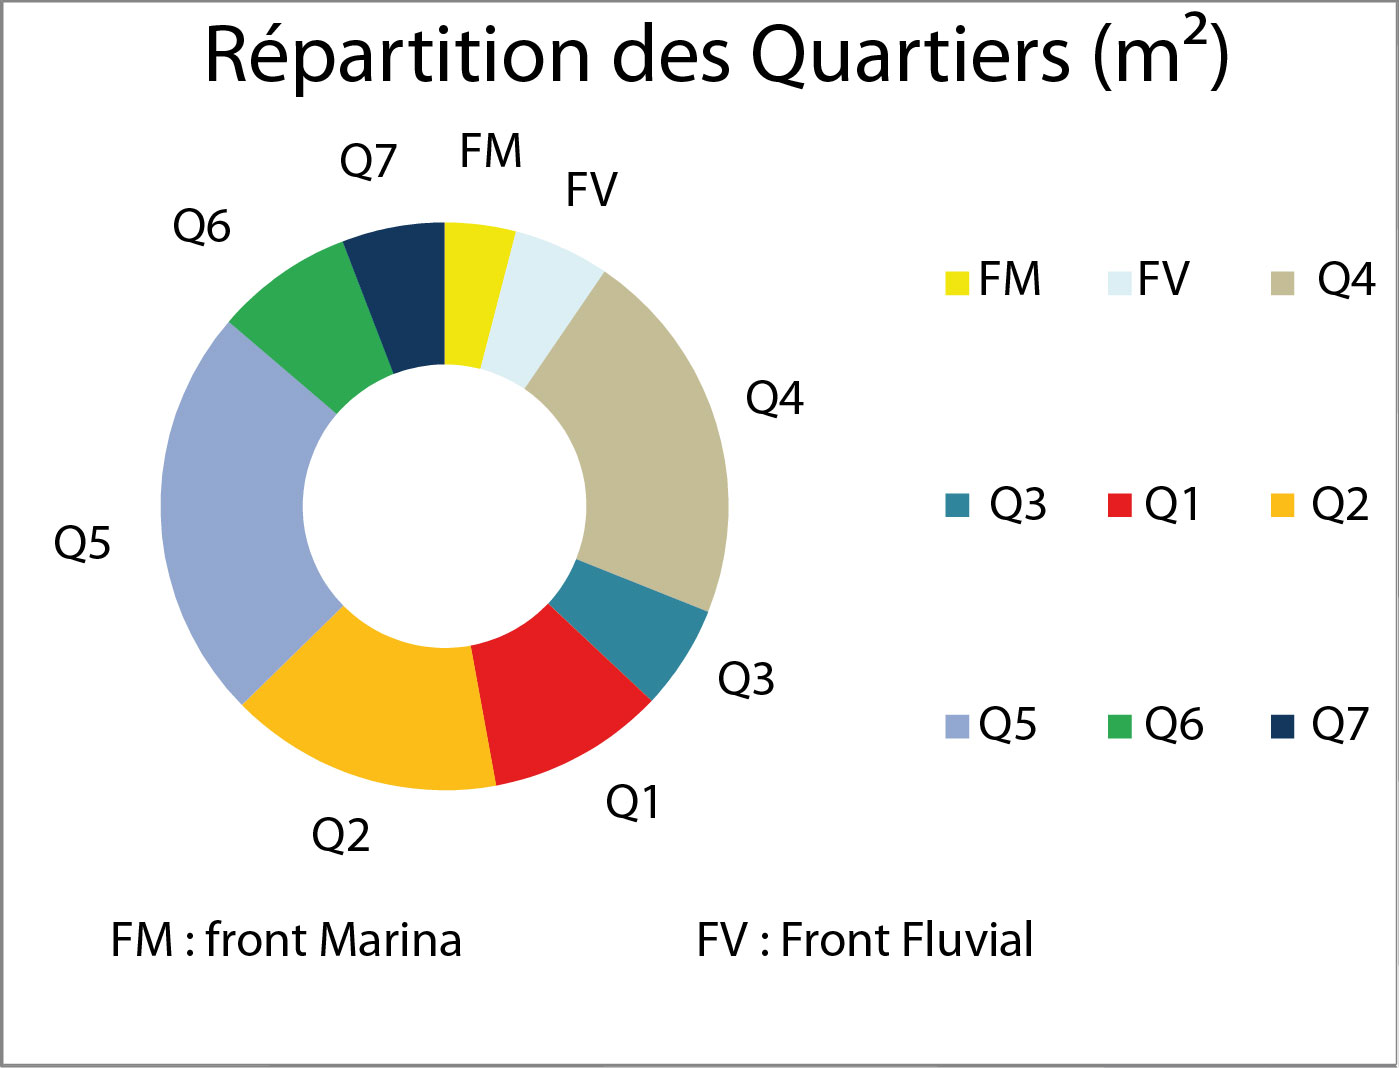 Répartition des Quartiers (m²)
Q7
FM
FV
Q6
Q4
Q5
Q3
Q1
Q2
FM FV Q4
Q3 Q1 Q2
Q5 Q6 Q7
FM : front Marina
FV : Front Fluvial